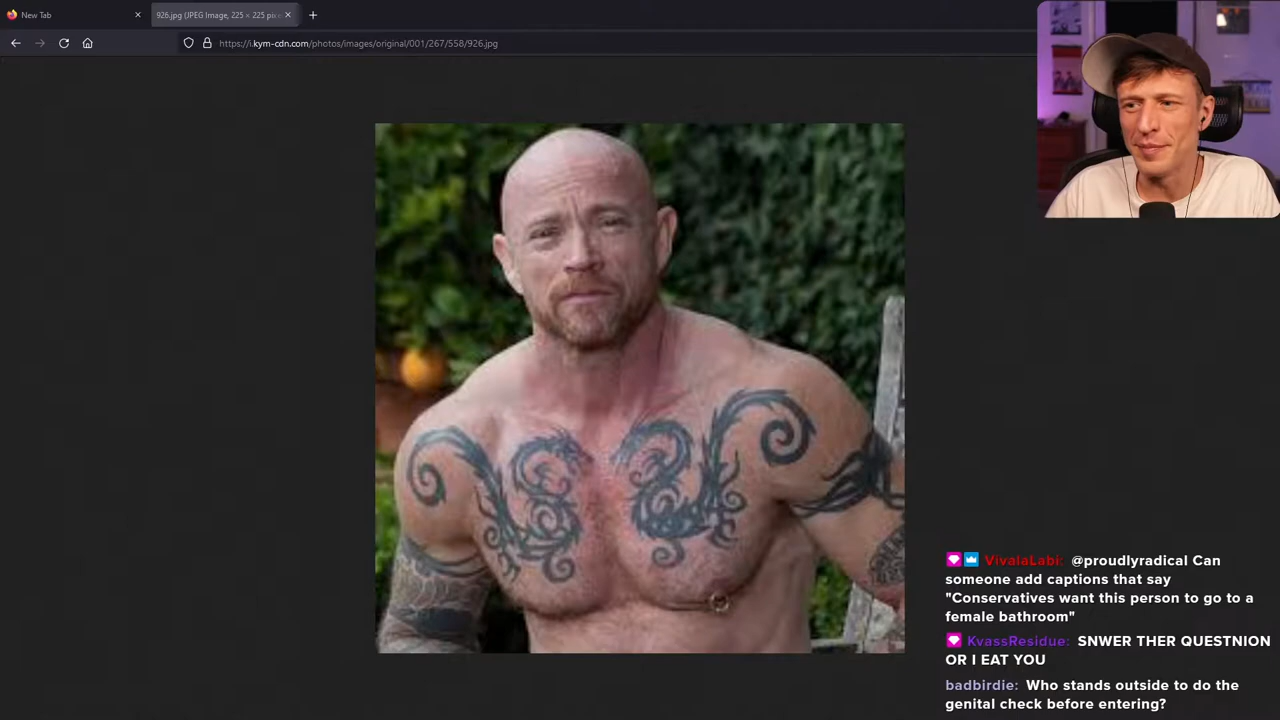 New Tab
926.jpg (JPEG Image, 225 × 225 pixe
https://i.kym-cdn.com/photos/images/original/001/267/558/926.jpg
VivalaLabi: @proudlyradical Can
someone add captions that say
"Conservatives want this person to go to a
female bathroom"
KvassResidue: SNWER THER QUESTNION
OR I EAT YOU
badbirdie: Who stands outside to do the
genital check before entering?